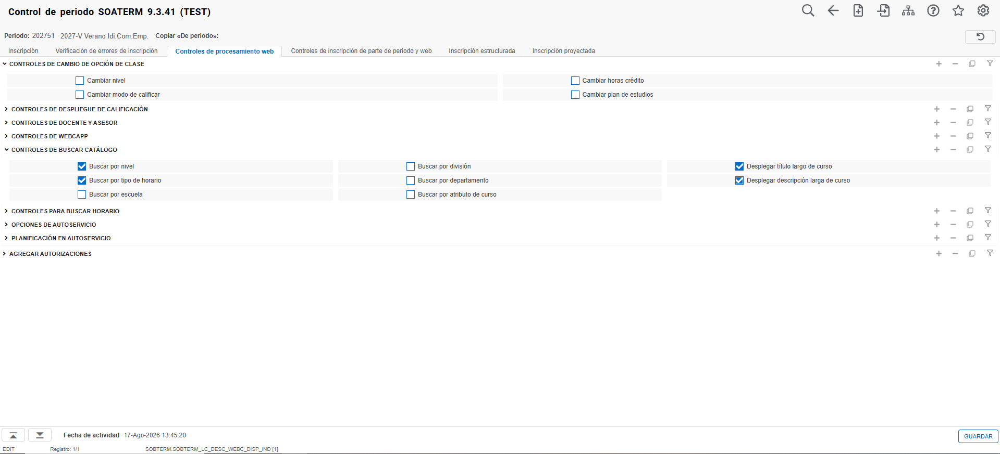 Control de periodo SOATERM 9.3.41 (TEST)
Periodo: 202751 2027-V Verano Idi.Com.Emp. Copiar «De periodo»:
Inscripción Verificación de errores de inscripción Controles de procesamiento web Controles de inscripción de parte de periodo y web Inscripción estructurada Inscripción proyectada
CONTROLES DE CAMBIO DE OPCIÓN DE CLASE
Cambiar nivel Cambiar horas crédito
Cambiar modo de calificar Cambiar plan de estudios
CONTROLES DE DESPLIEGUE DE CALIFICACIÓN
CONTROLES DE DOCENTE Y ASESOR
CONTROLES DE WEBCAPP
CONTROLES DE BUSCAR CATÁLOGO
Buscar por nivel Buscar por división Desplegar título largo de curso
Buscar por tipo de horario Buscar por departamento Desplegar descripción larga de curso
Buscar por escuela Buscar por atributo de curso
CONTROLES PARA BUSCAR HORARIO
OPCIONES DE AUTOSERVICIO
PLANIFICACIÓN EN AUTOSERVICIO
AGREGAR AUTORIZACIONES
Fecha de actividad 17-Ago-2026 13:45:20 GUARDAR
EDIT Registro: 1/1 SOBTERM.SOBTERM_LC_DESC_WEBC_DISP_IND [1]